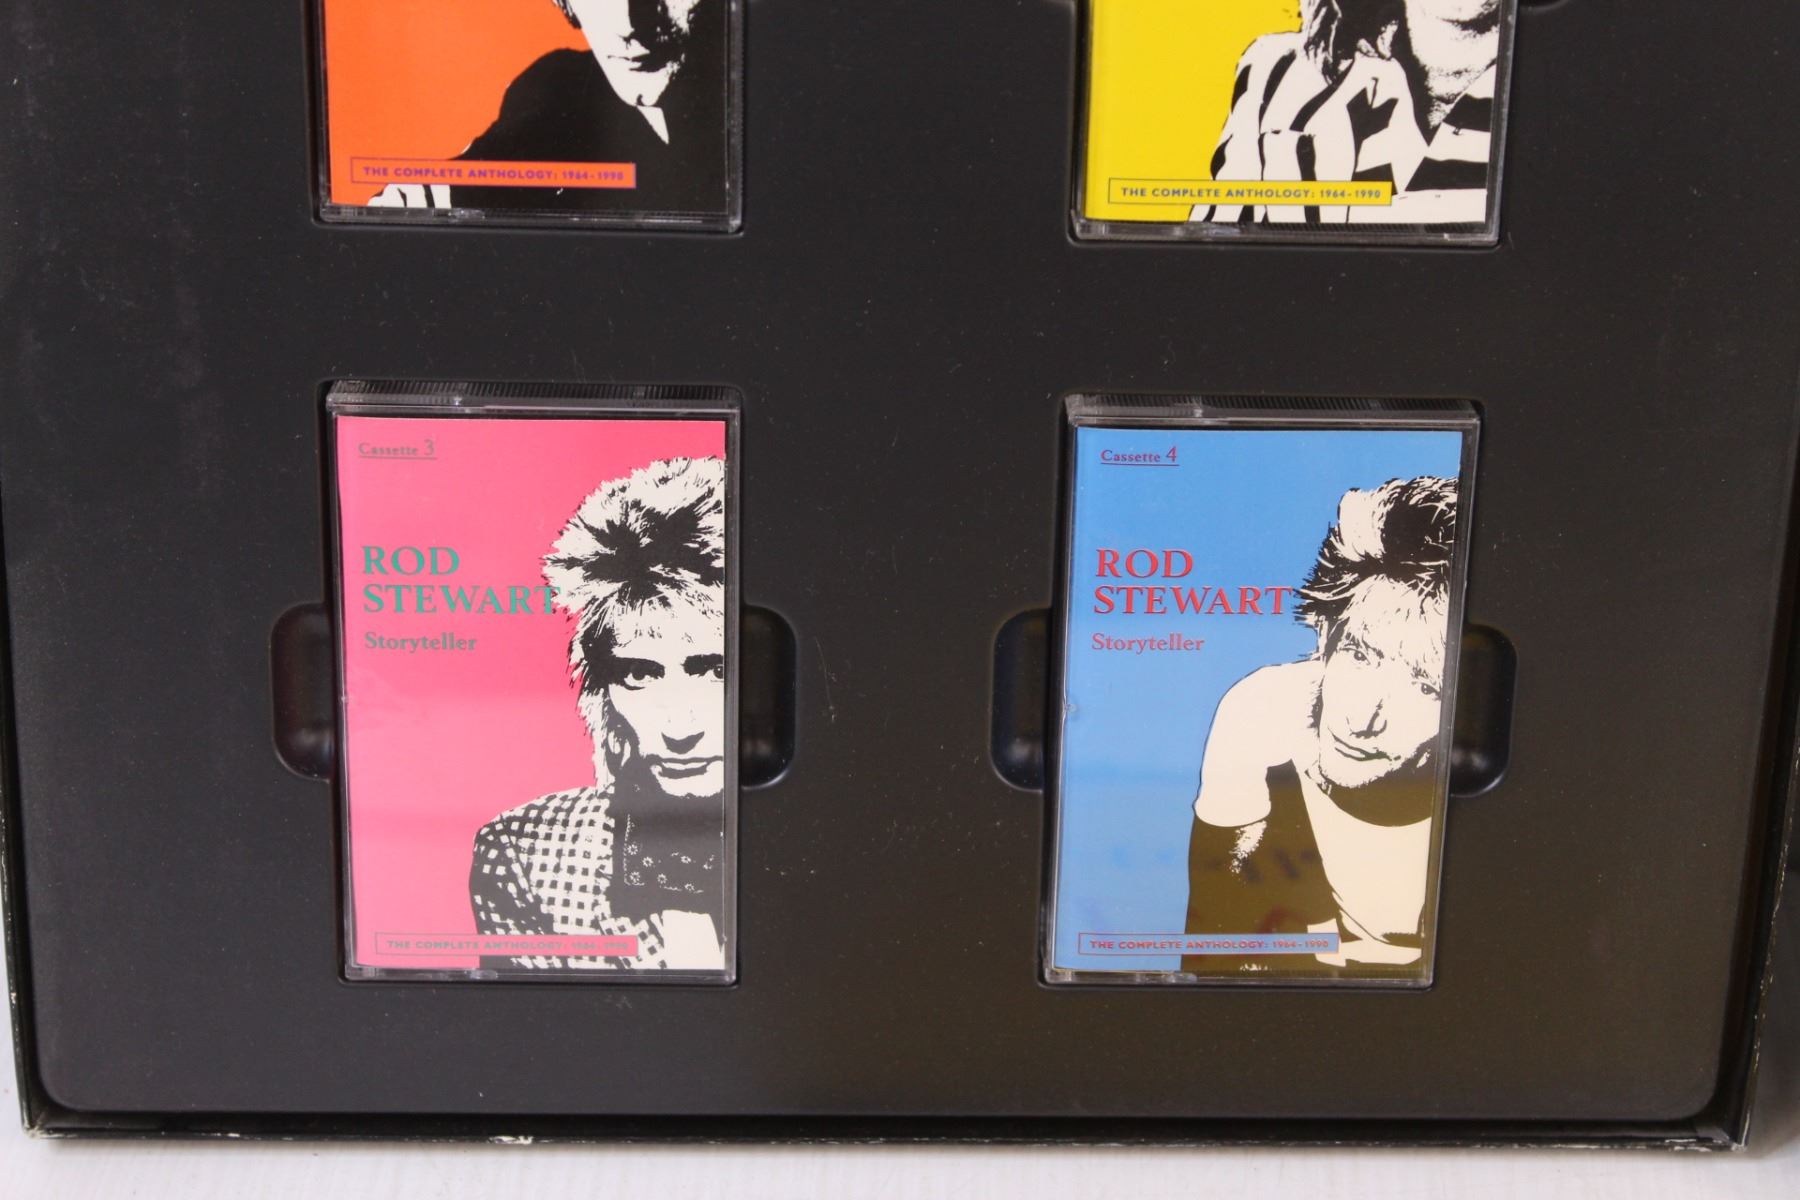 THE COMPLETE ANTHOLOGY: 1964-1990
THE COMPLETE ANTHOLOGY: 1964-1990
Cassette 3
ROD
STEWART
Storyteller
THE COMPLETE ANTHOLOGY: 1964-1990
Cassette 4
ROD
STEWART
Storyteller
THE COMPLETE ANTHOLOGY: 1964-1990